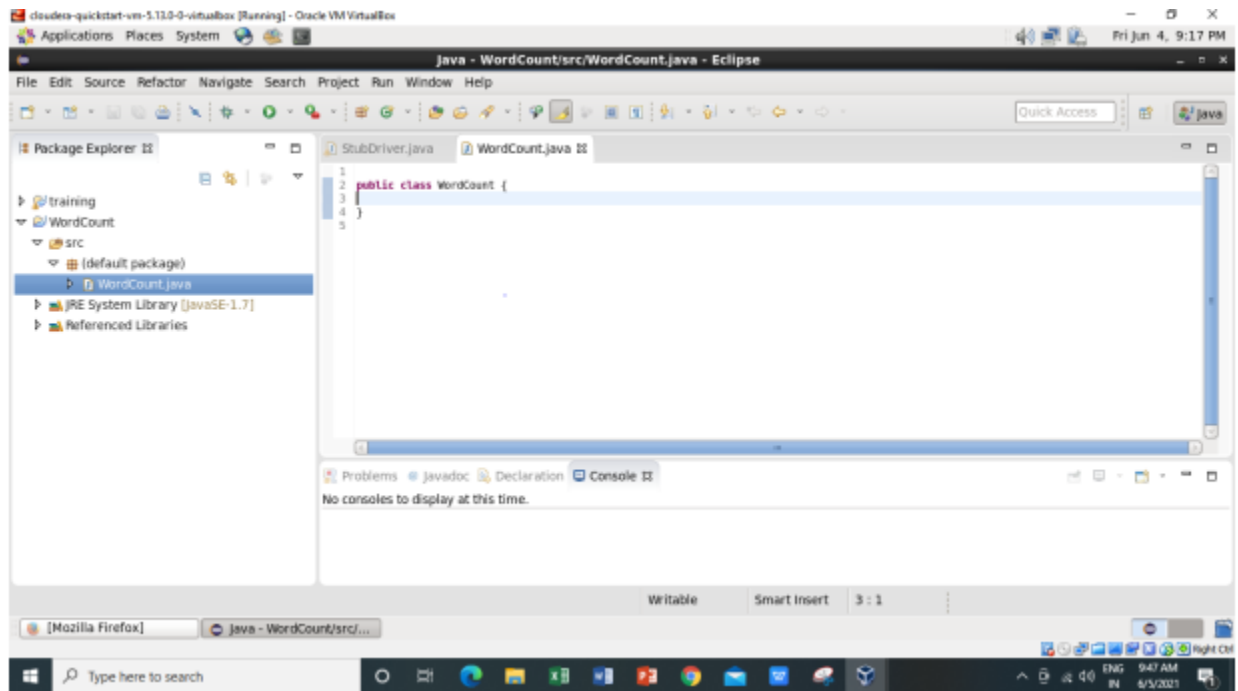 cloudera-quickstart-vm-5.13.0-0-virtualbox [Running] - Oracle VM VirtualBox
Applications Places System Fri Jun 4, 9:17 PM
Java - WordCount/src/WordCount.java - Eclipse
File Edit Source Refactor Navigate Search Project Run Window Help
Quick Access Java
Package Explorer StubDriver.java WordCount.java
1
2 public class WordCount {
3
4 }
5
training
WordCount
src
(default package)
WordCount.java
JRE System Library [JavaSE-1.7]
Referenced Libraries
Problems Javadoc Declaration Console
No consoles to display at this time.
Writable Smart Insert 3 : 1
[Mozilla Firefox] Java - WordCount/src/...
Right Ctrl
Type here to search ENG 9:47 AM
IN 6/5/2021